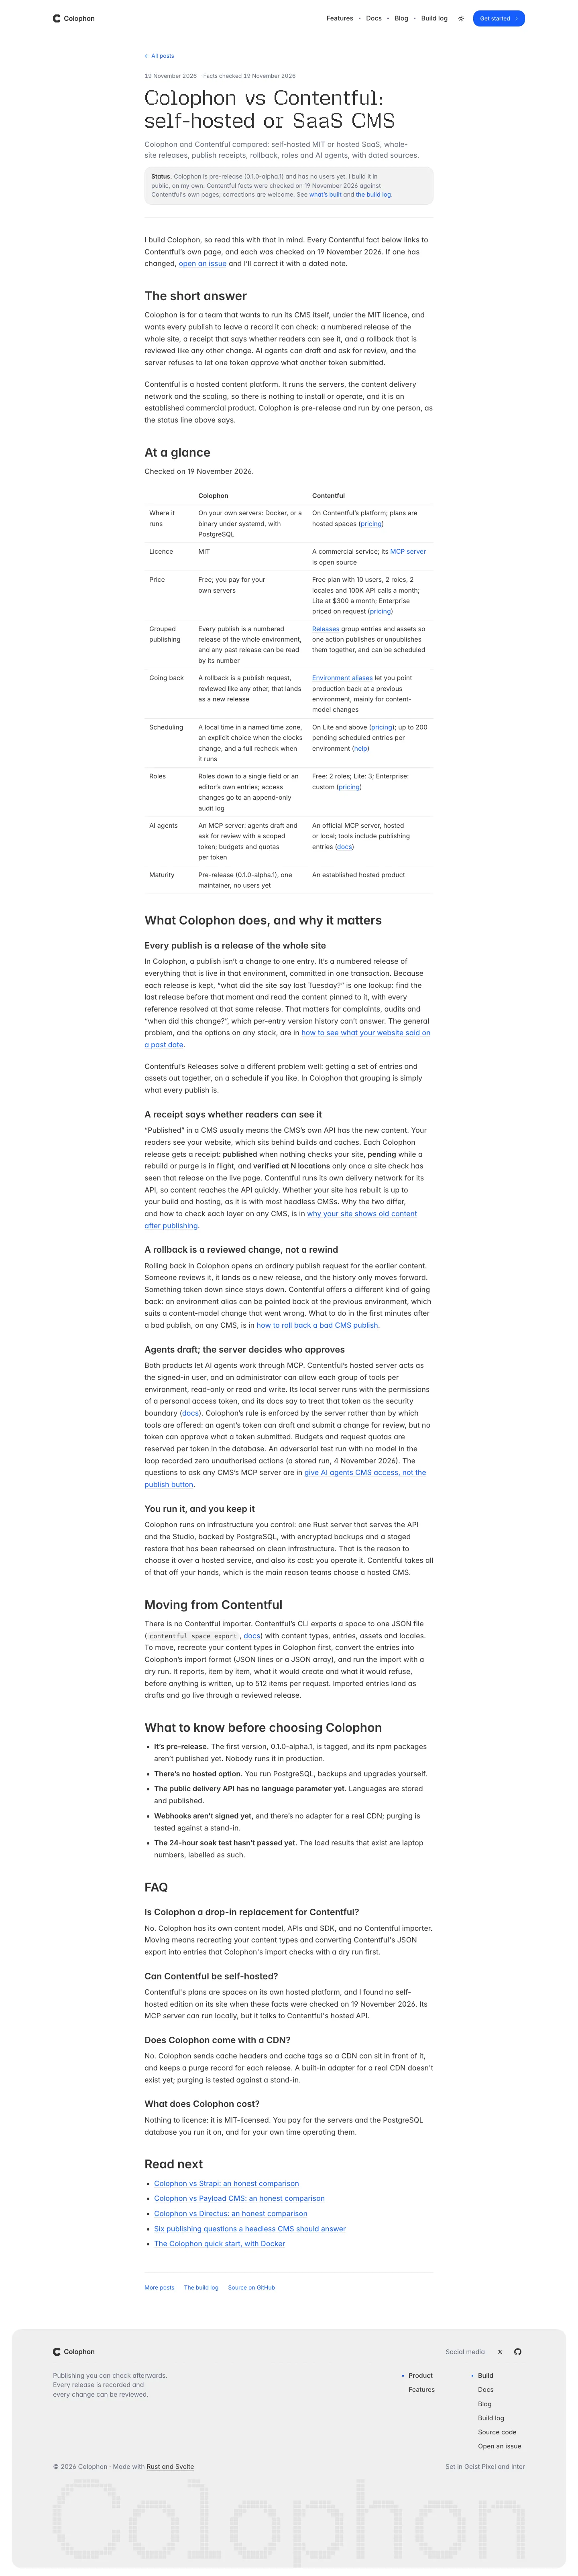 Colophon
Features • Docs • Blog • Build log
Get started
← All posts
19 November 2026 · Facts checked 19 November 2026
Colophon vs Contentful:
self-hosted or SaaS CMS
Colophon and Contentful compared: self-hosted MIT or hosted SaaS, whole-
site releases, publish receipts, rollback, roles and AI agents, with dated sources.
Status. Colophon is pre-release (0.1.0-alpha.1) and has no users yet. I build it in
public, on my own. Contentful facts were checked on 19 November 2026 against
Contentful's own pages; corrections are welcome. See what's built and the build log.
I build Colophon, so read this with that in mind. Every Contentful fact below links to
Contentful's own page, and each was checked on 19 November 2026. If one has
changed, open an issue and I'll correct it with a dated note.
The short answer
Colophon is for a team that wants to run its CMS itself, under the MIT licence, and
wants every publish to leave a record it can check: a numbered release of the
whole site, a receipt that says whether readers can see it, and a rollback that is
reviewed like any other change. AI agents can draft and ask for review, and the
server refuses to let one token approve what another token submitted.
Contentful is a hosted content platform. It runs the servers, the content delivery
network and the scaling, so there is nothing to install or operate, and it is an
established commercial product. Colophon is pre-release and run by one person, as
the status line above says.
At a glance
Checked on 19 November 2026.
Colophon Contentful
Where it On your own servers: Docker, or a On Contentful's platform; plans are
runs binary under systemd, with hosted spaces (pricing)
PostgreSQL
Licence MIT A commercial service; its MCP server
is open source
Price Free; you pay for your Free plan with 10 users, 2 roles, 2
own servers locales and 100K API calls a month;
Lite at $300 a month; Enterprise
priced on request (pricing)
Grouped Every publish is a numbered Releases group entries and assets so
publishing release of the whole environment, one action publishes or unpublishes
and any past release can be read them together, and can be scheduled
by its number
Going back A rollback is a publish request, Environment aliases let you point
reviewed like any other, that lands production back at a previous
as a new release environment, mainly for content-
model changes
Scheduling A local time in a named time zone, On Lite and above (pricing); up to 200
an explicit choice when the clocks pending scheduled entries per
change, and a full recheck when environment (help)
it runs
Roles Roles down to a single field or an Free: 2 roles; Lite: 3; Enterprise:
editor's own entries; access custom (pricing)
changes go to an append-only
audit log
AI agents An MCP server: agents draft and An official MCP server, hosted
ask for review with a scoped or local; tools include publishing
token; budgets and quotas entries (docs)
per token
Maturity Pre-release (0.1.0-alpha.1), one An established hosted product
maintainer, no users yet
What Colophon does, and why it matters
Every publish is a release of the whole site
In Colophon, a publish isn't a change to one entry. It's a numbered release of
everything that is live in that environment, committed in one transaction. Because
each release is kept, "what did the site say last Tuesday?" is one lookup: find the
last release before that moment and read the content pinned to it, with every
reference resolved at that same release. That matters for complaints, audits and
"when did this change?", which per-entry version history can't answer. The general
problem, and the options on any stack, are in how to see what your website said on
a past date.
Contentful's Releases solve a different problem well: getting a set of entries and
assets out together, on a schedule if you like. In Colophon that grouping is simply
what every publish is.
A receipt says whether readers can see it
"Published" in a CMS usually means the CMS's own API has the new content. Your
readers see your website, which sits behind builds and caches. Each Colophon
release gets a receipt: published when nothing checks your site, pending while a
rebuild or purge is in flight, and verified at N locations only once a site check has
seen that release on the live page. Contentful runs its own delivery network for its
API, so content reaches the API quickly. Whether your site has rebuilt is up to
your build and hosting, as it is with most headless CMSs. Why the two differ,
and how to check each layer on any CMS, is in why your site shows old content
after publishing.
A rollback is a reviewed change, not a rewind
Rolling back in Colophon opens an ordinary publish request for the earlier content.
Someone reviews it, it lands as a new release, and the history only moves forward.
Something taken down since stays down. Contentful offers a different kind of going
back: an environment alias can be pointed back at the previous environment, which
suits a content-model change that went wrong. What to do in the first minutes after
a bad publish, on any CMS, is in how to roll back a bad CMS publish.
Agents draft; the server decides who approves
Both products let AI agents work through MCP. Contentful's hosted server acts as
the signed-in user, and an administrator can allow each group of tools per
environment, read-only or read and write. Its local server runs with the permissions
of a personal access token, and its docs say to treat that token as the security
boundary (docs). Colophon's rule is enforced by the server rather than by which
tools are offered: an agent's token can draft and submit a change for review, but no
token can approve what a token submitted. Budgets and request quotas are
reserved per token in the database. An adversarial test run with no model in the
loop recorded zero unauthorised actions (a stored run, 4 November 2026). The
questions to ask any CMS's MCP server are in give AI agents CMS access, not the
publish button.
You run it, and you keep it
Colophon runs on infrastructure you control: one Rust server that serves the API
and the Studio, backed by PostgreSQL, with encrypted backups and a staged
restore that has been rehearsed on clean infrastructure. That is the reason to
choose it over a hosted service, and also its cost: you operate it. Contentful takes all
of that off your hands, which is the main reason teams choose a hosted CMS.
Moving from Contentful
There is no Contentful importer. Contentful's CLI exports a space to one JSON file
(contentful space export, docs) with content types, entries, assets and locales.
To move, recreate your content types in Colophon first, convert the entries into
Colophon's import format (JSON lines or a JSON array), and run the import with a
dry run. It reports, item by item, what it would create and what it would refuse,
before anything is written, up to 512 items per request. Imported entries land as
drafts and go live through a reviewed release.
What to know before choosing Colophon
• It's pre-release. The first version, 0.1.0-alpha.1, is tagged, and its npm packages
aren't published yet. Nobody runs it in production.
• There's no hosted option. You run PostgreSQL, backups and upgrades yourself.
• The public delivery API has no language parameter yet. Languages are stored
and published.
• Webhooks aren't signed yet, and there's no adapter for a real CDN; purging is
tested against a stand-in.
• The 24-hour soak test hasn't passed yet. The load results that exist are laptop
numbers, labelled as such.
FAQ
Is Colophon a drop-in replacement for Contentful?
No. Colophon has its own content model, APIs and SDK, and no Contentful importer.
Moving means recreating your content types and converting Contentful's JSON
export into entries that Colophon's import checks with a dry run first.
Can Contentful be self-hosted?
Contentful's plans are spaces on its own hosted platform, and I found no self-
hosted edition on its site when these facts were checked on 19 November 2026. Its
MCP server can run locally, but it talks to Contentful's hosted API.
Does Colophon come with a CDN?
No. Colophon sends cache headers and cache tags so a CDN can sit in front of it,
and keeps a purge record for each release. A built-in adapter for a real CDN doesn't
exist yet; purging is tested against a stand-in.
What does Colophon cost?
Nothing to licence: it is MIT-licensed. You pay for the servers and the PostgreSQL
database you run it on, and for your own time operating them.
Read next
• Colophon vs Strapi: an honest comparison
• Colophon vs Payload CMS: an honest comparison
• Colophon vs Directus: an honest comparison
• Six publishing questions a headless CMS should answer
• The Colophon quick start, with Docker
More posts The build log Source on GitHub
Colophon
Social media
Publishing you can check afterwards.
Every release is recorded and
every change can be reviewed.
• Product
Features
• Build
Docs
Blog
Build log
Source code
Open an issue
© 2026 Colophon · Made with Rust and Svelte
Set in Geist Pixel and Inter
Colophon